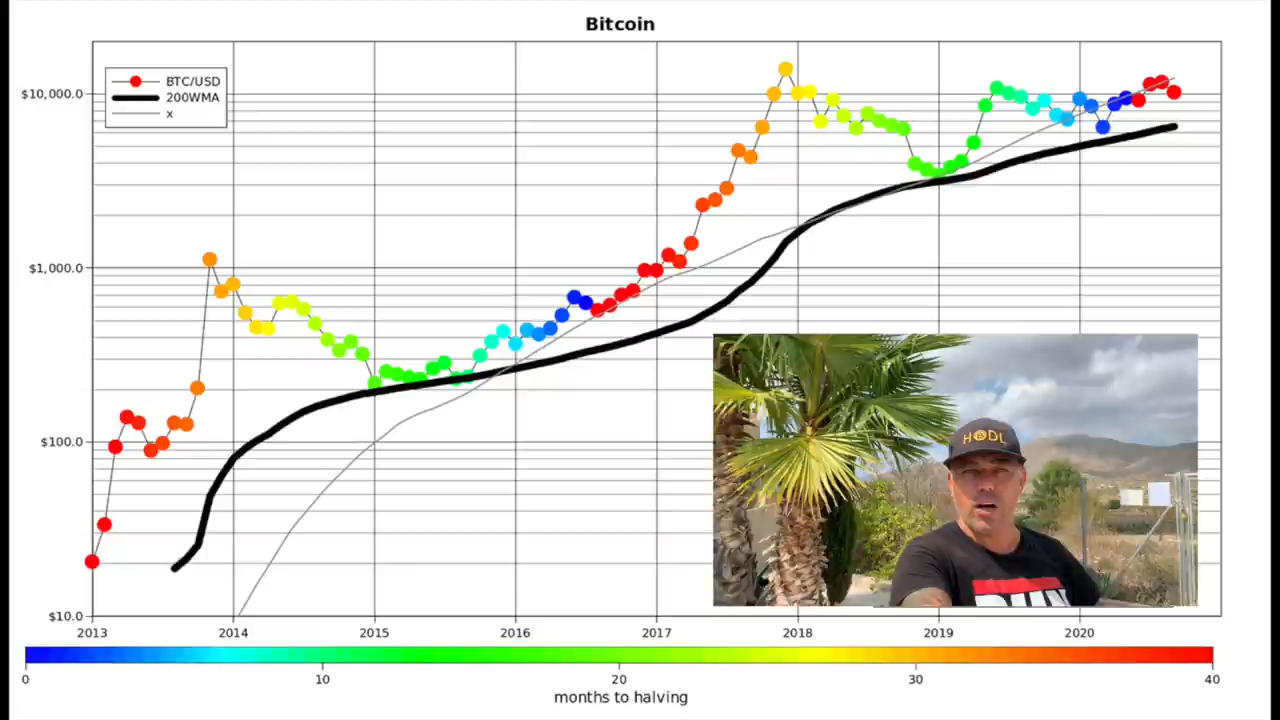 Bitcoin
BTC/USD
200WMA
x
$10,000.0
$1,000.0
$100.0
$10.0
2013 2014 2015 2016 2017 2018 2019 2020
HODL
RUN
0 10 20 30 40
months to halving